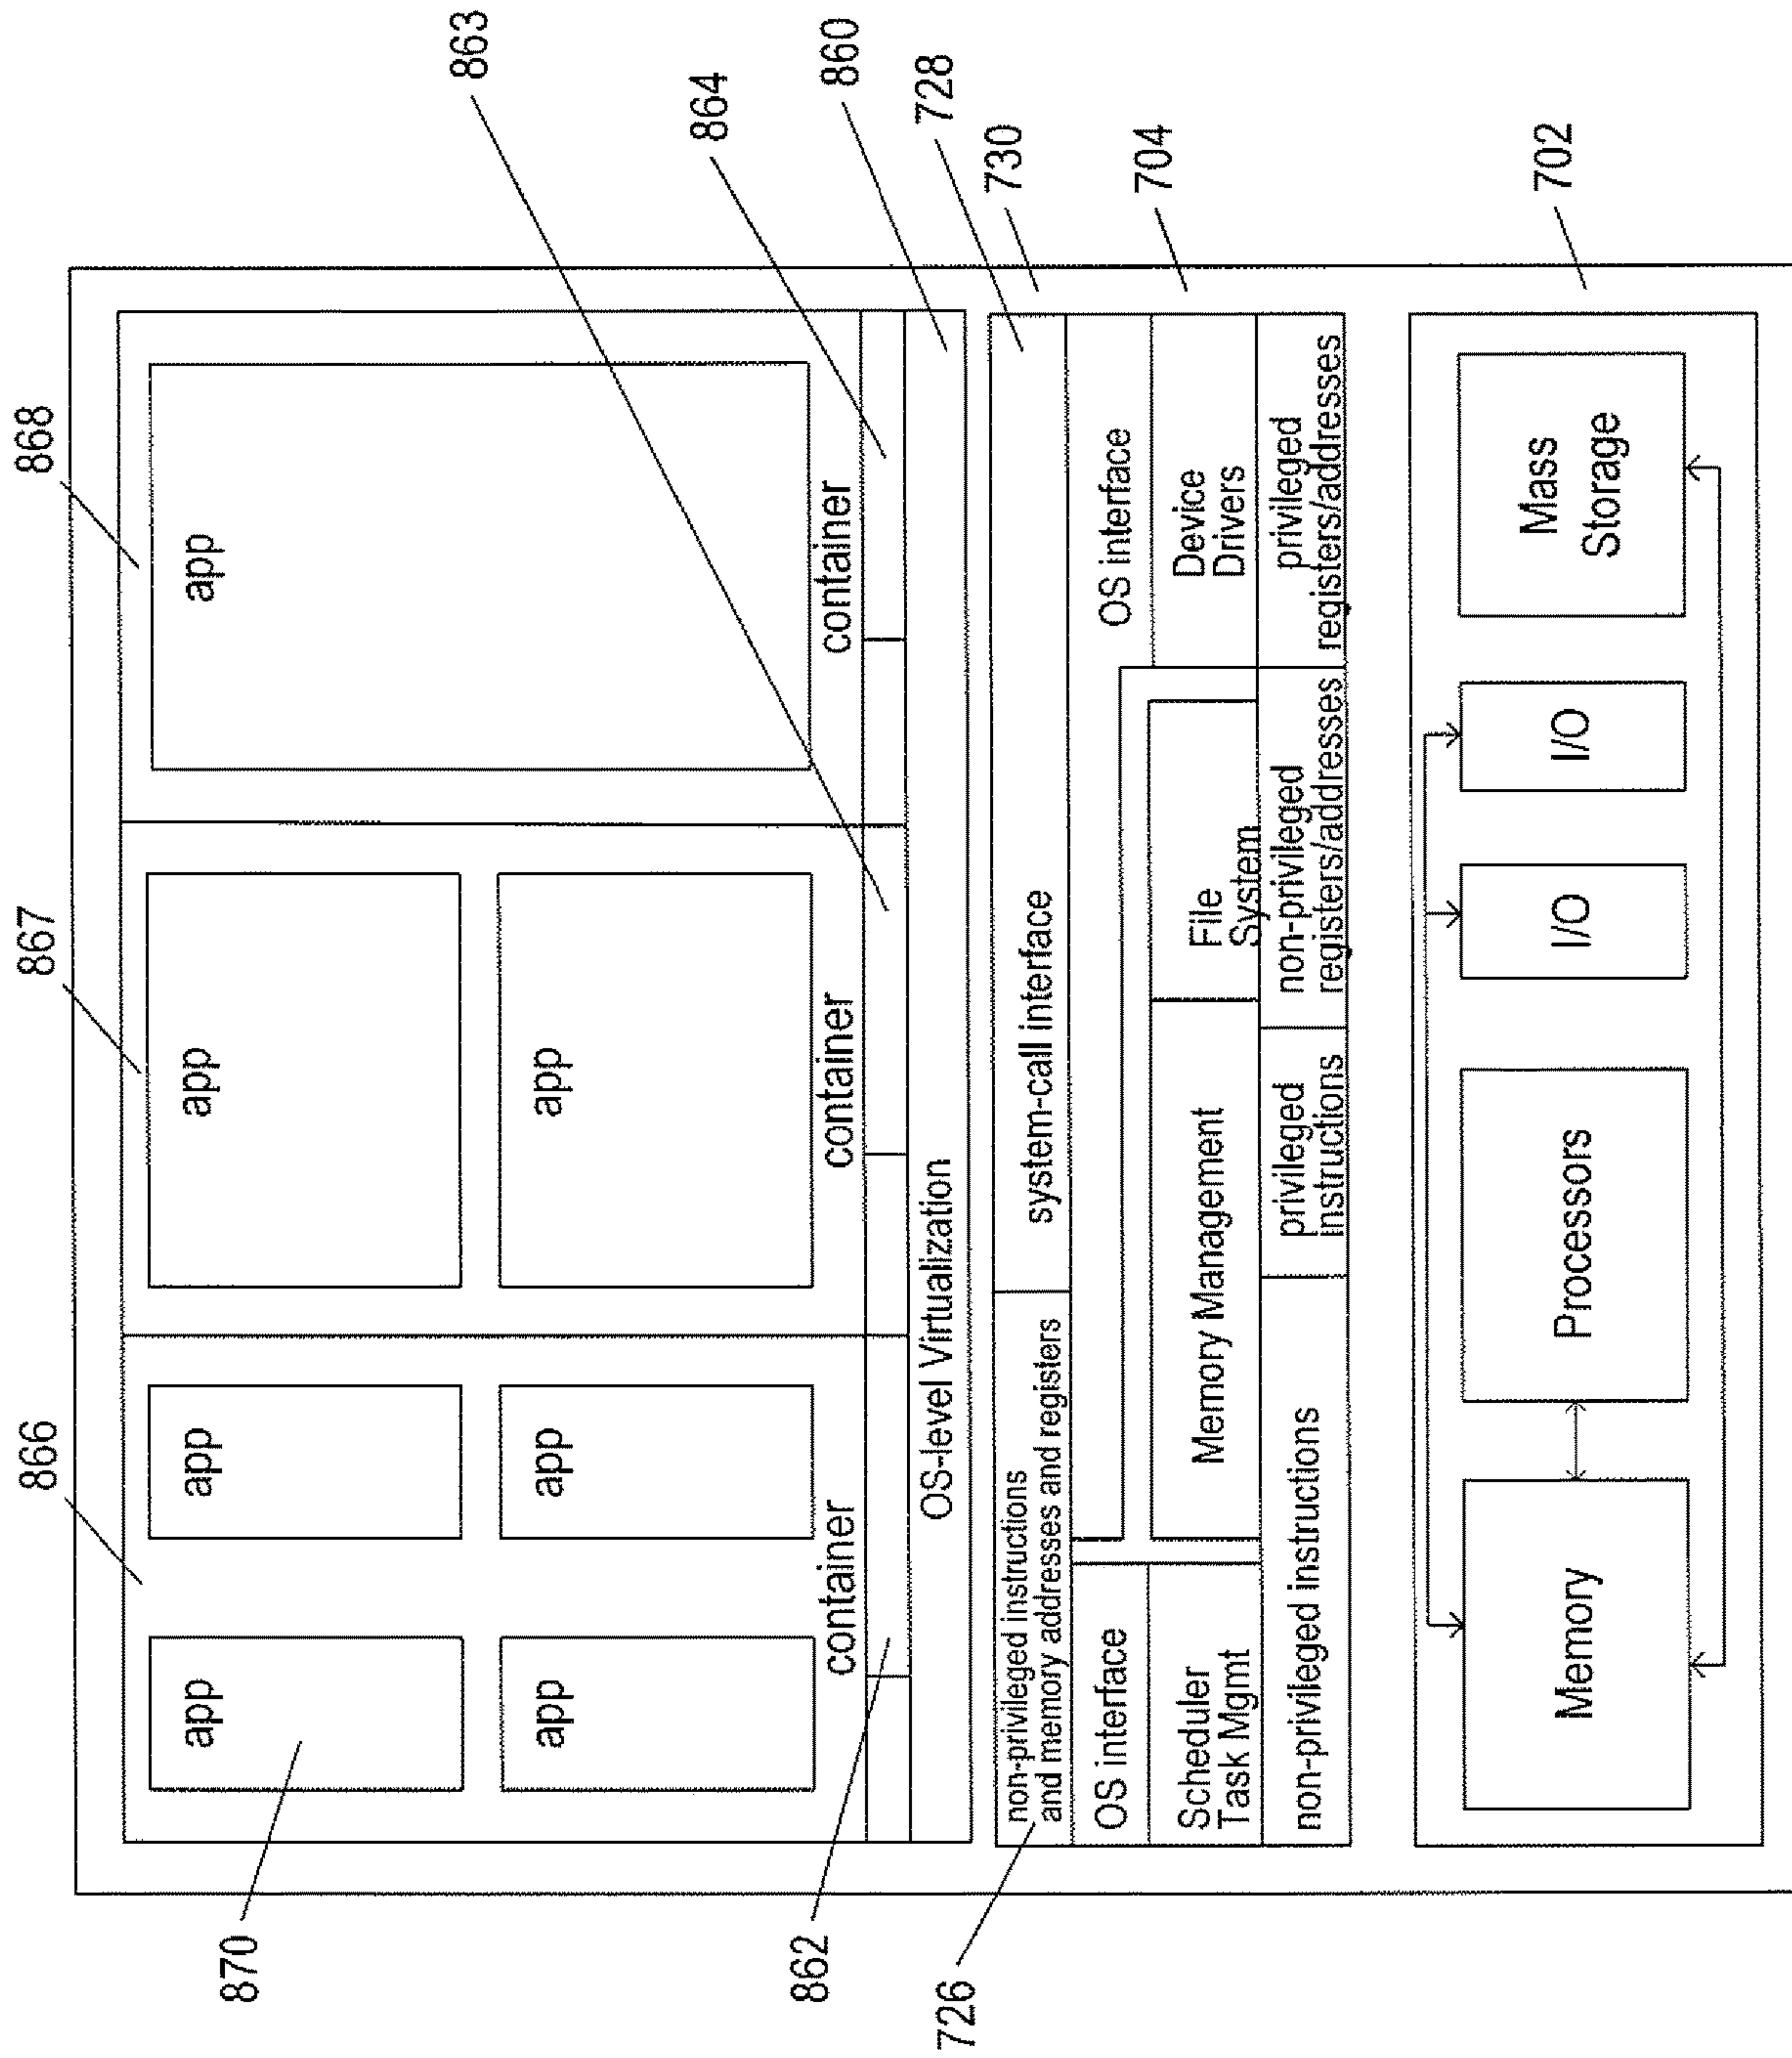 866
867
868
870
app
app
app
app
app
app
app
container
container
container
863
864
862
OS-level Virtualization
860
726
non-privileged instructions
and memory addresses and registers
system-call interface
728
730
OS interface
OS interface
704
Scheduler
Task Mgmt
Memory Management
File
System
Device
Drivers
non-privileged instructions
privileged
instructions
non-privileged
registers/addresses
privileged
registers/addresses
702
Memory
Processors
I/O
I/O
Mass
Storage